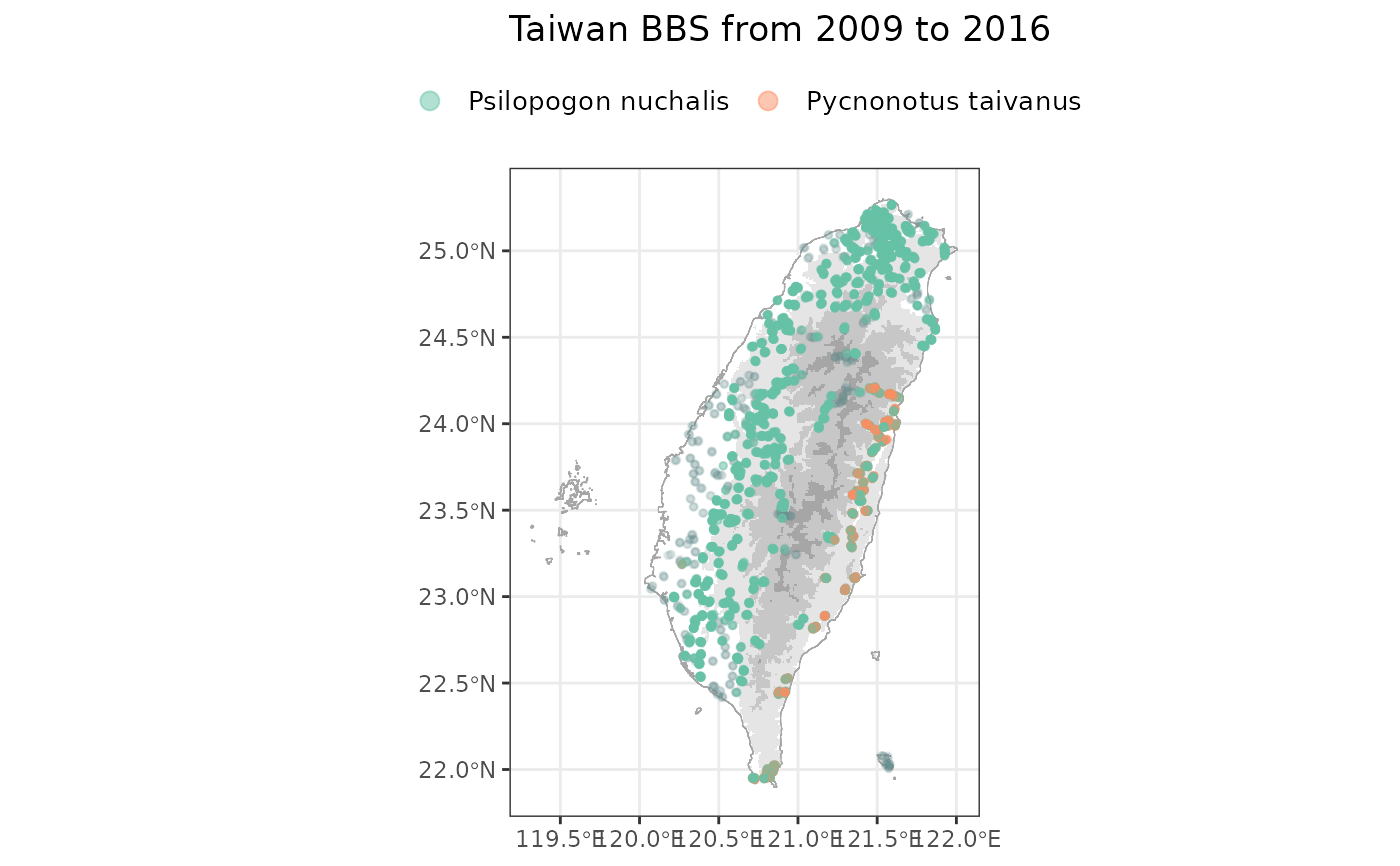 Taiwan BBS from 2009 to 2016
Psilopogon nuchalis Pycnonotus taivanus
25.0°N
24.5°N
24.0°N
23.5°N
23.0°N
22.5°N
22.0°N
119.5°E 120.0°E 120.5°E 121.0°E 121.5°E 122.0°E